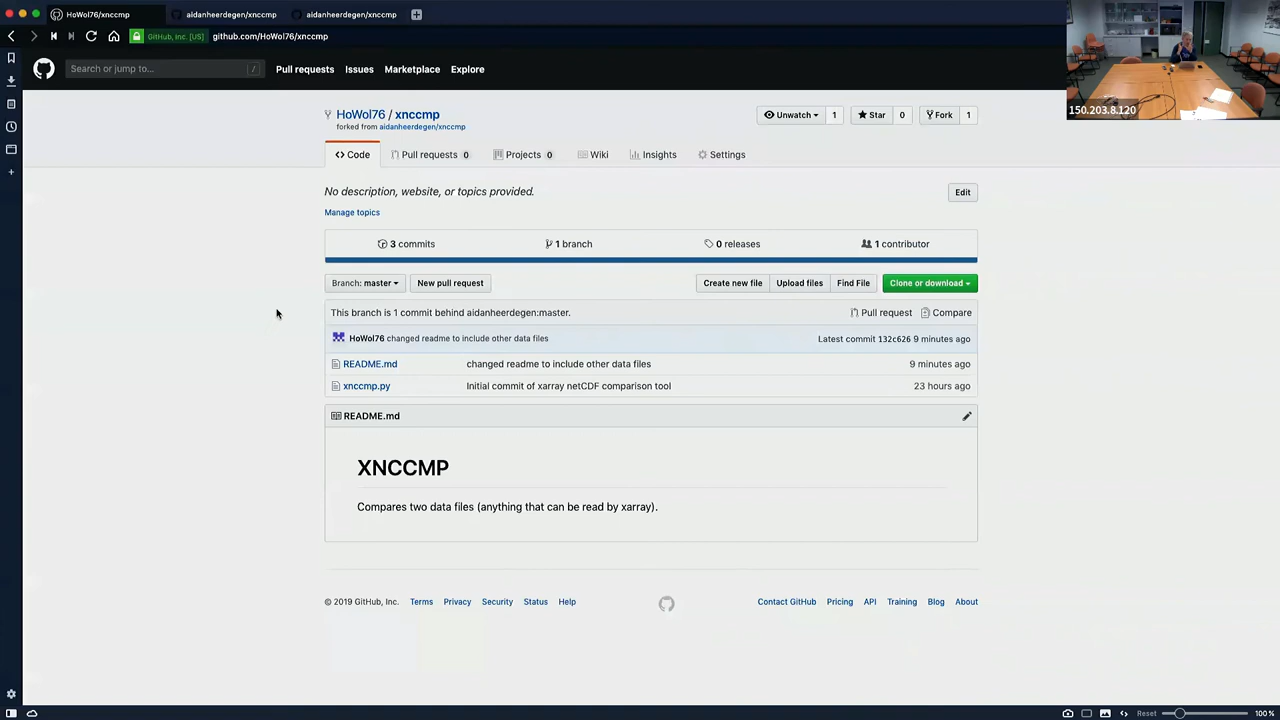 HoWol76/xnccmp
aidanheerdegen/xnccmp
aidanheerdegen/xnccmp
GitHub, Inc. [US]
github.com/HoWol76/xnccmp
Search or jump to...
/
Pull requests
Issues
Marketplace
Explore
150.203.8.120
HoWol76 / xnccmp
forked from aidanheerdegen/xnccmp
Unwatch 1
Star 0
Fork 1
Code
Pull requests 0
Projects 0
Wiki
Insights
Settings
No description, website, or topics provided.
Edit
Manage topics
3 commits
1 branch
0 releases
1 contributor
Branch: master
New pull request
Create new file
Upload files
Find File
Clone or download
This branch is 1 commit behind aidanheerdegen:master.
Pull request
Compare
HoWol76 changed readme to include other data files
Latest commit 132c626 9 minutes ago
README.md changed readme to include other data files 9 minutes ago
xnccmp.py Initial commit of xarray netCDF comparison tool 23 hours ago
README.md
XNCCMP
Compares two data files (anything that can be read by xarray).
© 2019 GitHub, Inc. Terms Privacy Security Status Help
Contact GitHub Pricing API Training Blog About
Reset
100 %